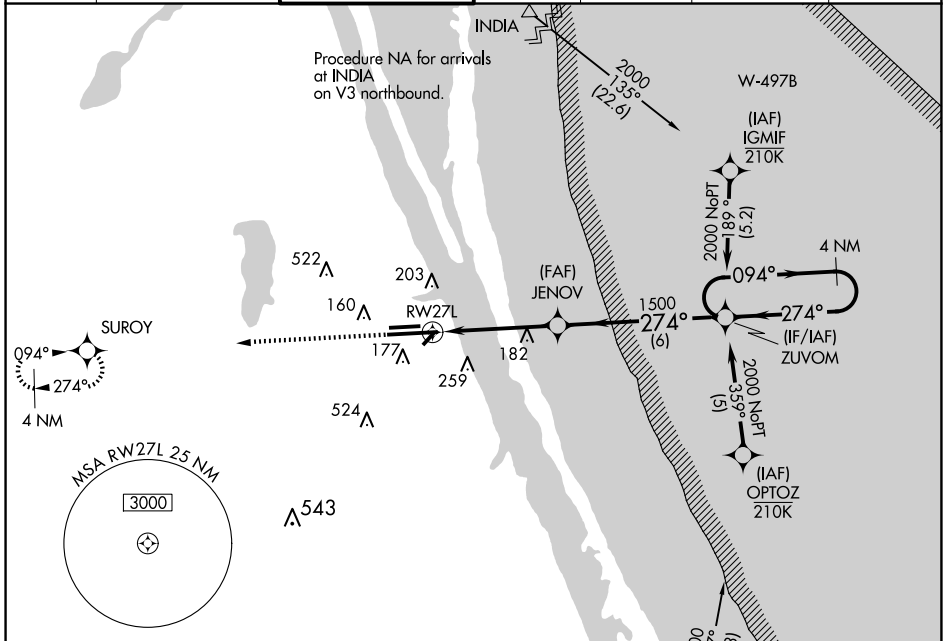 INDIA
Procedure NA for arrivals
at INDIA
on V3 northbound.
2000
135°
(22.6)
W-497B
(IAF)
IGMIF
210K
2000 NoPT
189°
(5.2)
4 NM
094°
274°
(IF/IAF)
ZUVOM
522
203
160
RW27L
(FAF)
JENOV
1500
274°
(6)
SUROY
094°
274°
4 NM
177
259
182
524
2000 NoPT
359°
(5)
(IAF)
OPTOZ
210K
MSA RW27L 25 NM
3000
543